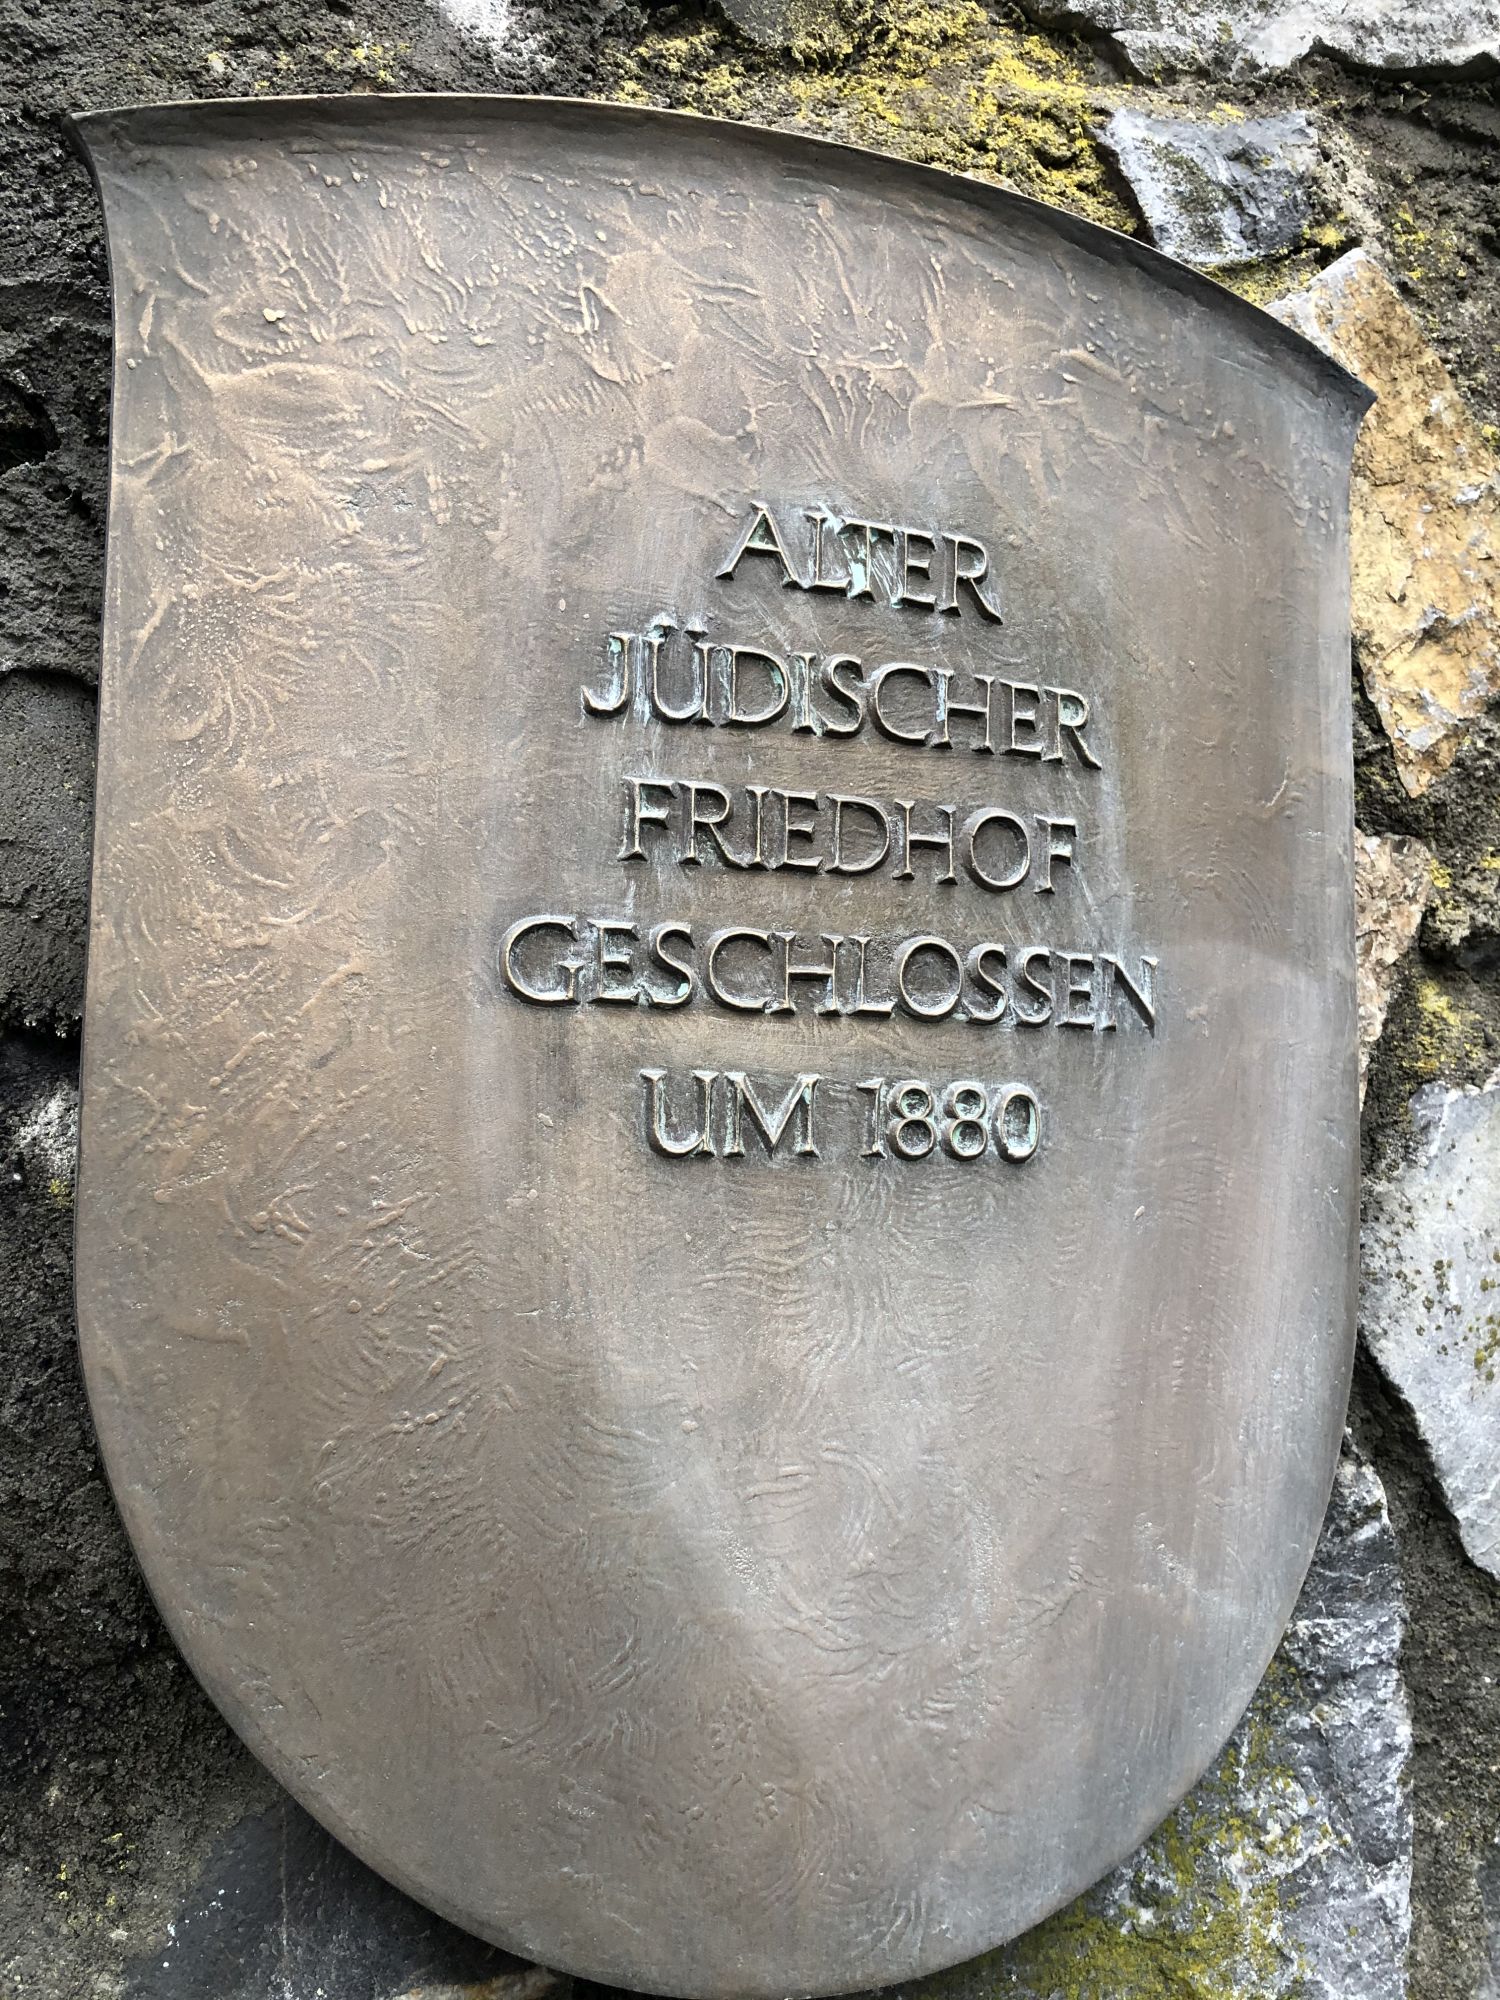 ALTER
JÜDISCHER
FRIEDHOF
GESCHLOSSEN
UM 1880